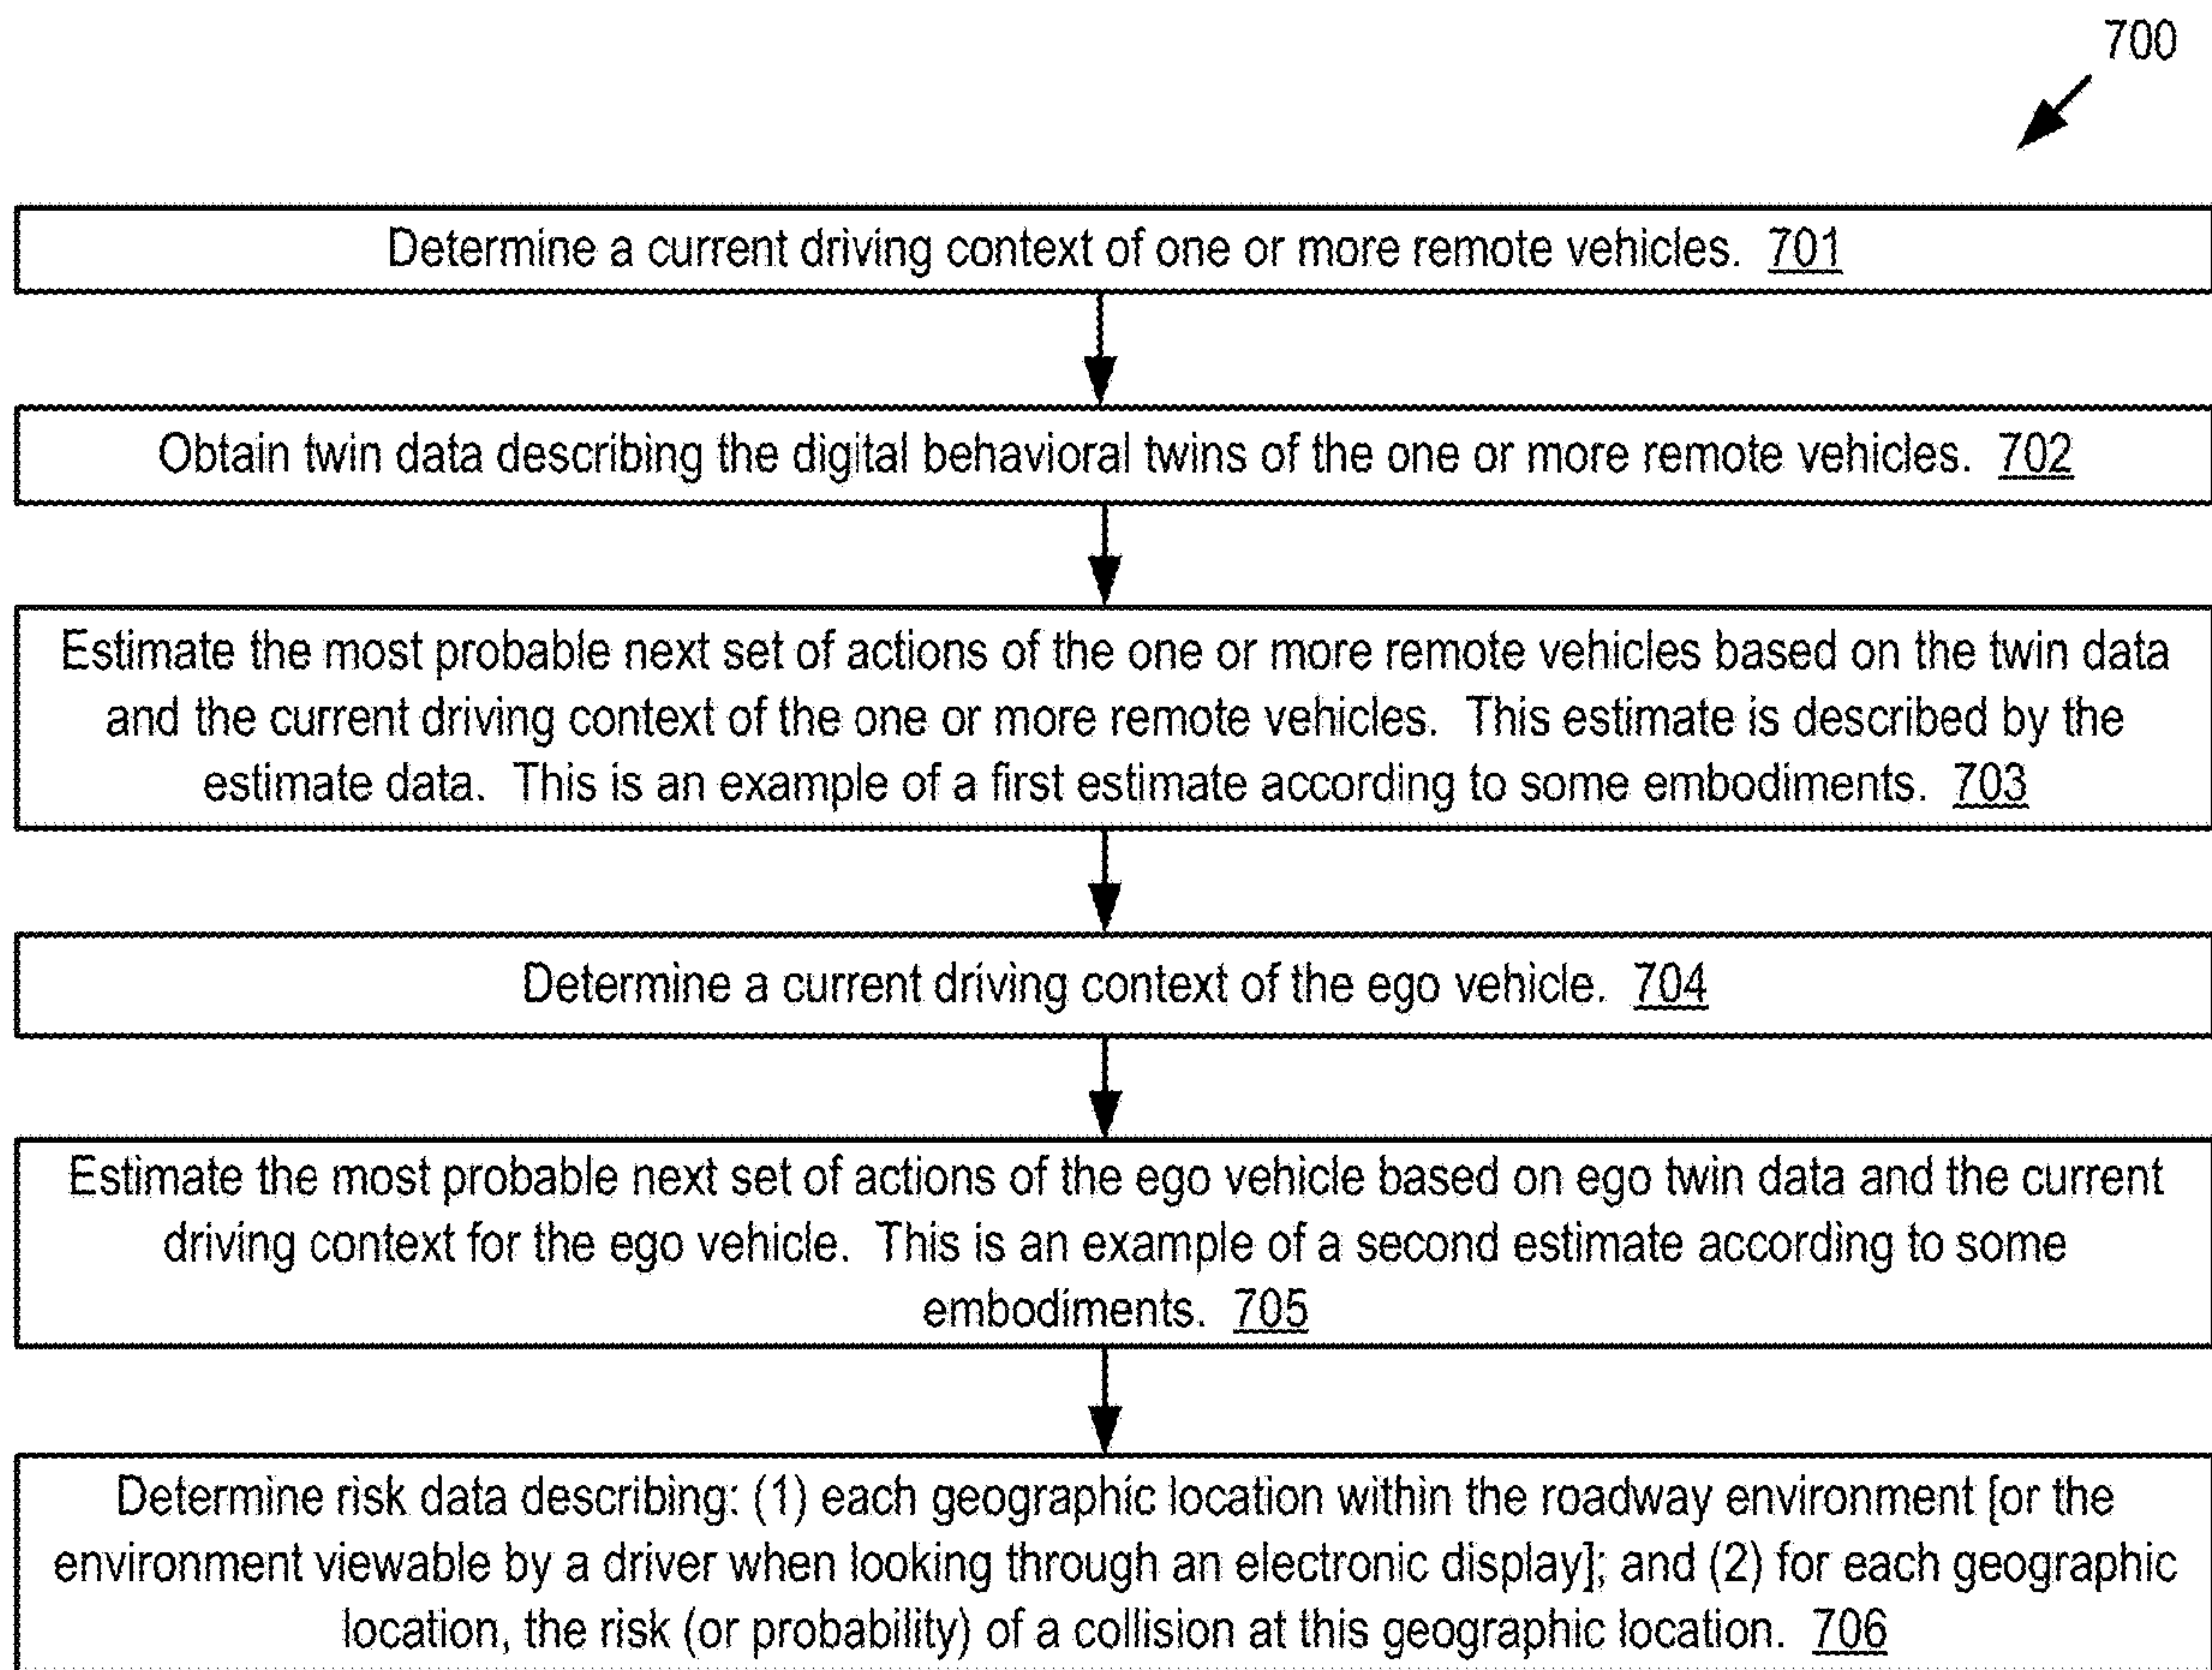 700
Determine a current driving context of one or more remote vehicles. 701
Obtain twin data describing the digital behavioral twins of the one or more remote vehicles. 702
Estimate the most probable next set of actions of the one or more remote vehicles based on the twin data
and the current driving context of the one or more remote vehicles. This estimate is described by the
estimate data. This is an example of a first estimate according to some embodiments. 703
Determine a current driving context of the ego vehicle. 704
Estimate the most probable next set of actions of the ego vehicle based on ego twin data and the current
driving context for the ego vehicle. This is an example of a second estimate according to some
embodiments. 705
Determine risk data describing: (1) each geographic location within the roadway environment [or the
environment viewable by a driver when looking through an electronic display]; and (2) for each geographic
location, the risk (or probability) of a collision at this geographic location. 706